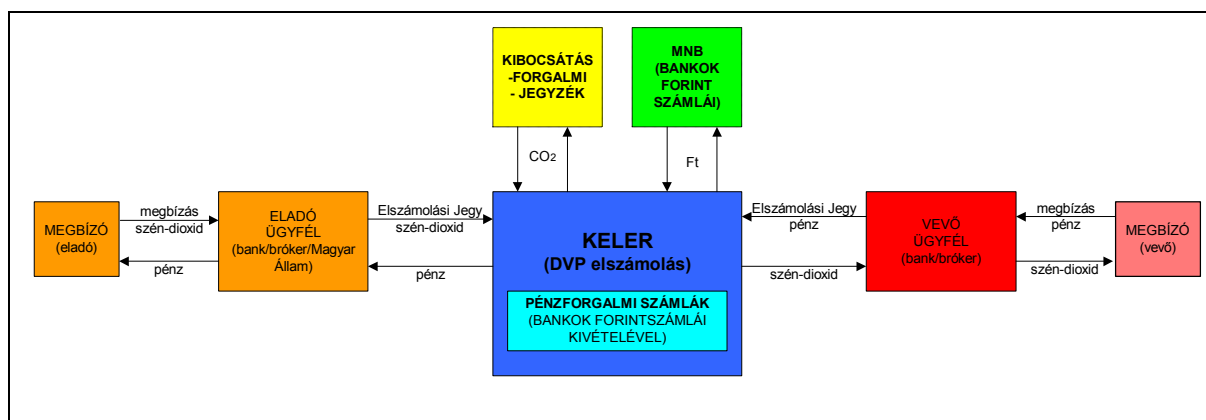 KIBOCSÁTÁS
-FORGALMI
- JEGYZÉK
MNB
(BANKOK
FORINT
SZÁMLÁI)
CO2
Ft
MEGBÍZÓ
(eladó)
megbízás
szén-dioxid
pénz
ELADÓ
ÜGYFÉL
(bank/bróker/Magyar
Állam)
Elszámolási Jegy
szén-dioxid
pénz
KELER
(DVP elszámolás)
PÉNZFORGALMI SZÁMLÁK
(BANKOK FORINTSZÁMLÁI
KIVÉTELÉVEL)
Elszámolási Jegy
pénz
szén-dioxid
VEVŐ
ÜGYFÉL
(bank/bróker)
megbízás
pénz
szén-dioxid
MEGBÍZÓ
(vevő)